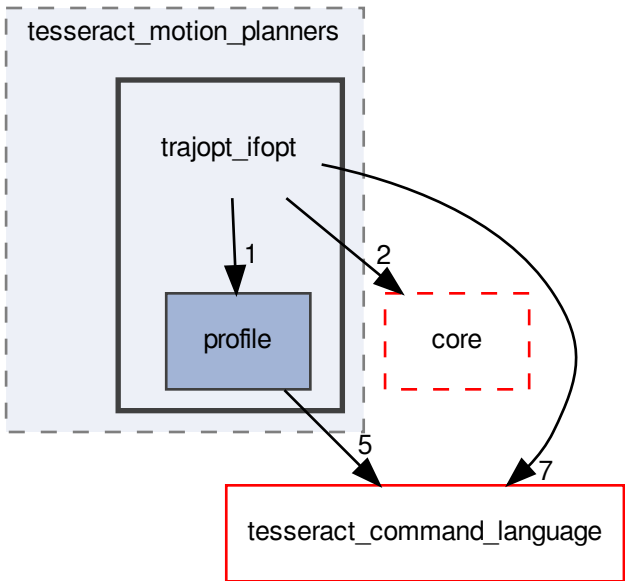 tesseract_motion_planners
trajopt_ifopt
1
2
profile
core
5
7
tesseract_command_language